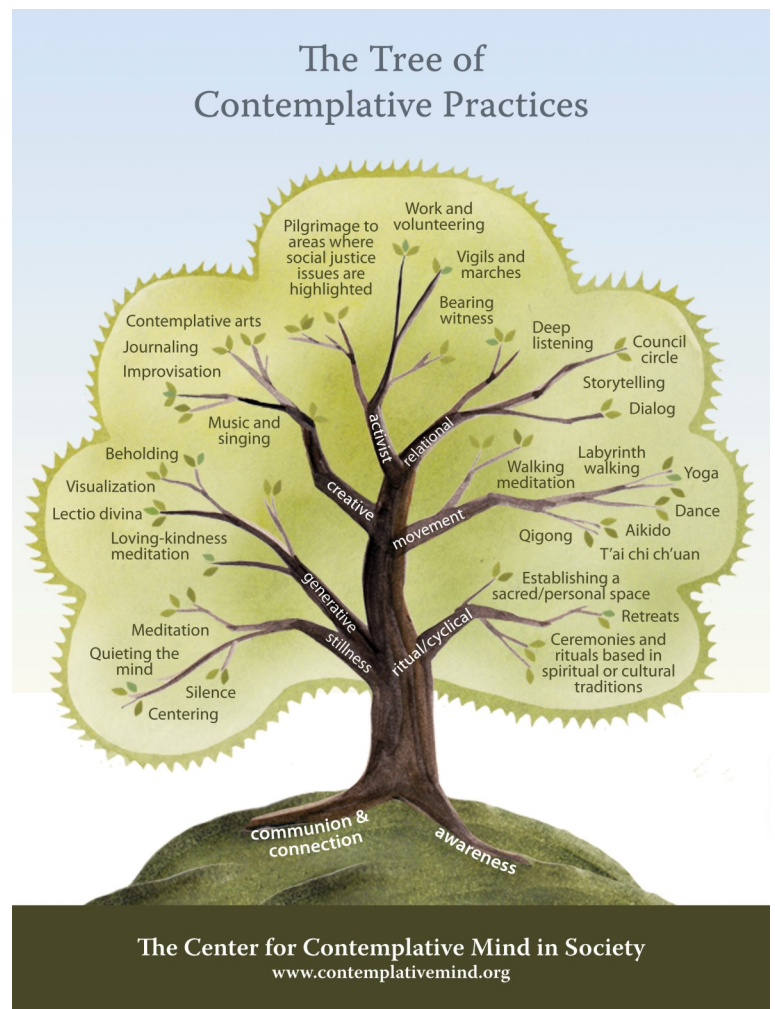 The Tree of
Contemplative Practices
Work and
volunteering
Pilgrimage to
areas where
social justice
issues are
highlighted
Vigils and
marches
Bearing
witness
Contemplative arts
Journaling
Improvisation
Music and
singing
Deep
listening
Council
circle
Storytelling
Dialog
activist
relational
creative
movement
Beholding
Visualization
Lectio divina
Loving-kindness
meditation
Walking
meditation
Labyrinth
walking
Yoga
Dance
Aikido
Qigong
T'ai chi ch'uan
generative
stillness
ritual/cyclical
Establishing a
sacred/personal space
Retreats
Ceremonies and
rituals based in
spiritual or cultural
traditions
Meditation
Quieting the
mind
Silence
Centering
communion &
connection
awareness
The Center for Contemplative Mind in Society
www.contemplativemind.org